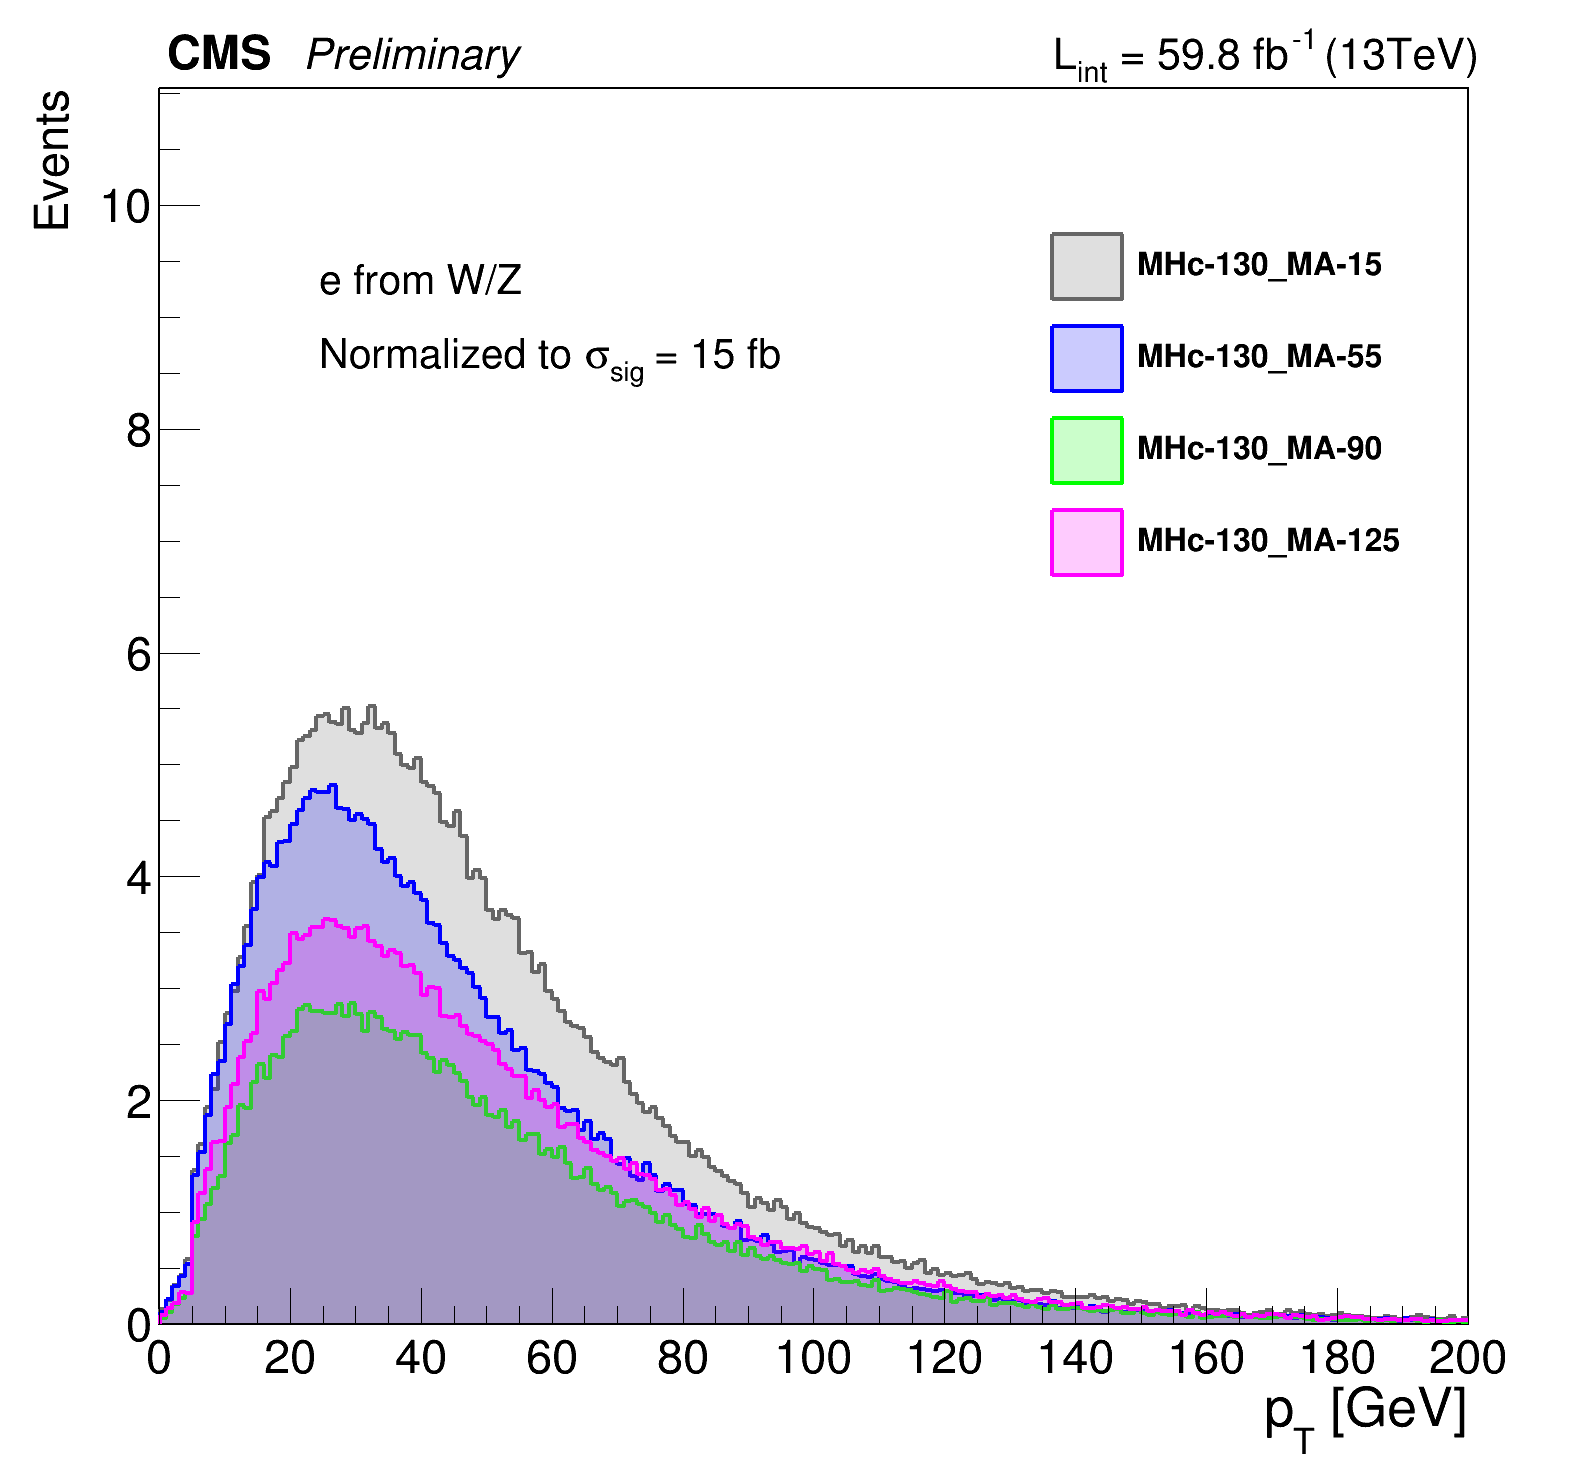 CMS Preliminary
L_int = 59.8 fb^-1 (13TeV)
Events
10
8
6
4
2
0
e from W/Z
Normalized to σ_sig = 15 fb
MHc-130_MA-15
MHc-130_MA-55
MHc-130_MA-90
MHc-130_MA-125
0 20 40 60 80 100 120 140 160 180 200
p_T [GeV]